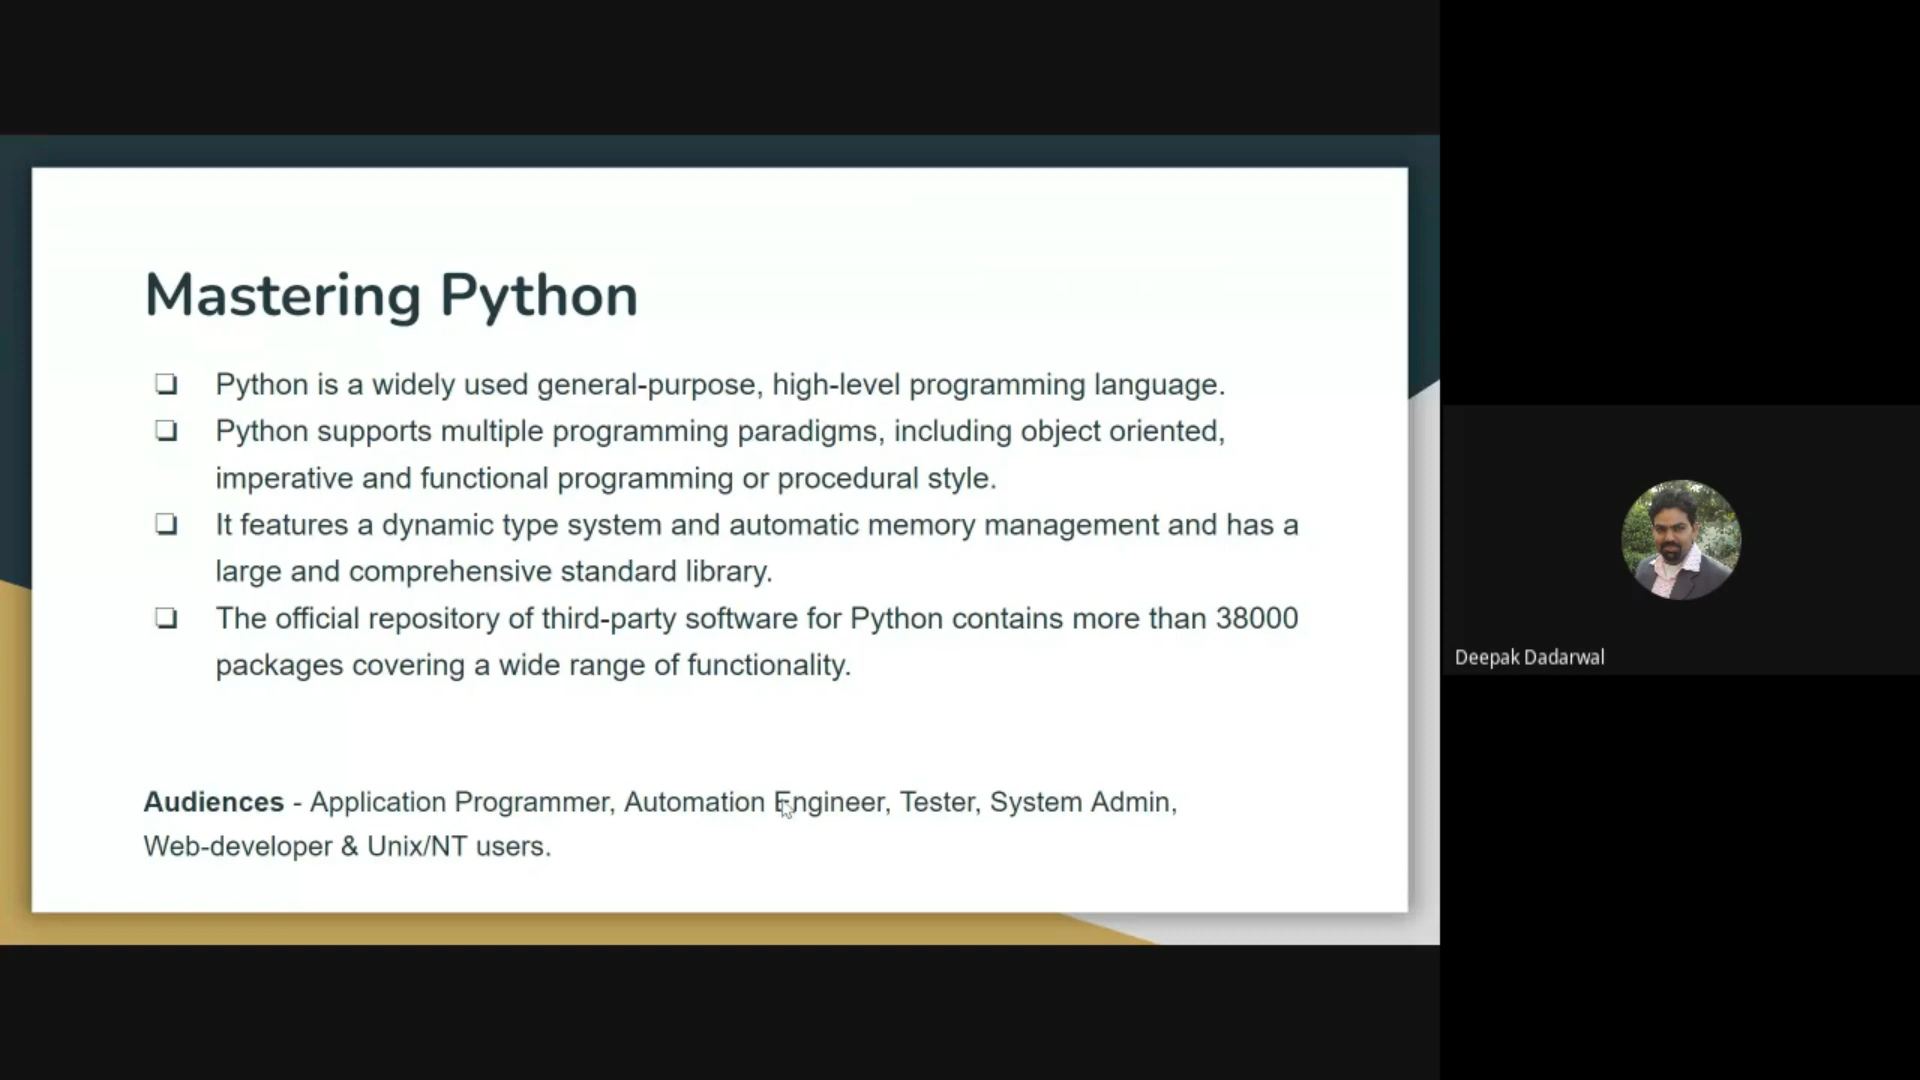 Mastering Python
❏ Python is a widely used general-purpose, high-level programming language.
❏ Python supports multiple programming paradigms, including object oriented,
imperative and functional programming or procedural style.
❏ It features a dynamic type system and automatic memory management and has a
large and comprehensive standard library.
❏ The official repository of third-party software for Python contains more than 38000
packages covering a wide range of functionality.
Audiences - Application Programmer, Automation Engineer, Tester, System Admin,
Web-developer & Unix/NT users.
Deepak Dadarwal